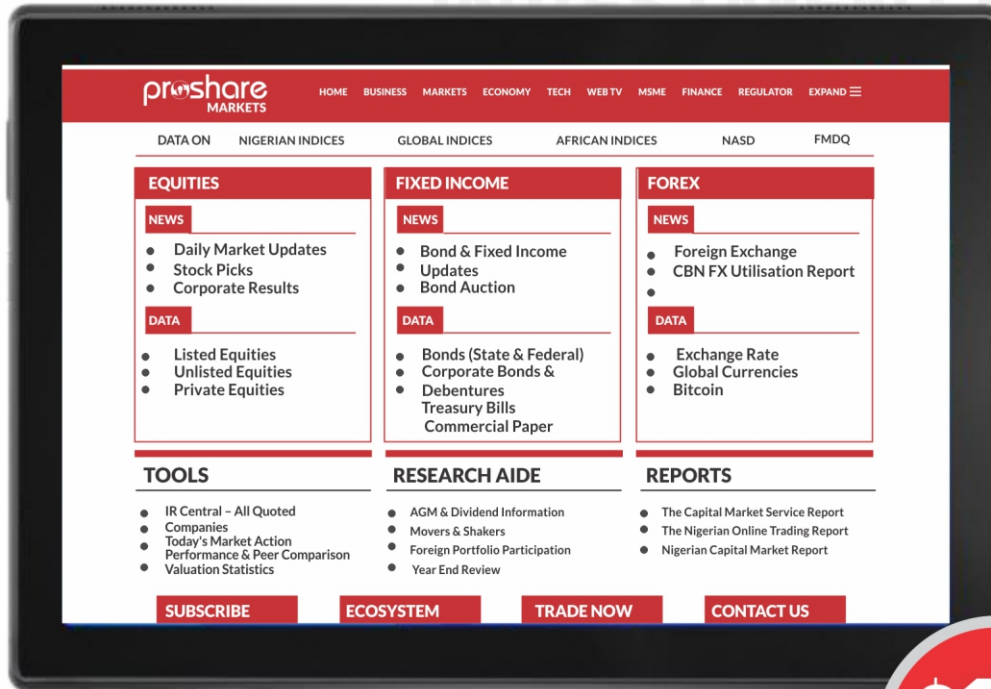 proshare
MARKETS
HOME BUSINESS MARKETS ECONOMY TECH WEB TV MSME FINANCE REGULATOR EXPAND
DATA ON NIGERIAN INDICES GLOBAL INDICES AFRICAN INDICES NASD FMDQ
EQUITIES
NEWS
Daily Market Updates
Stock Picks
Corporate Results
DATA
Listed Equities
Unlisted Equities
Private Equities
FIXED INCOME
NEWS
Bond & Fixed Income
Updates
Bond Auction
DATA
Bonds (State & Federal)
Corporate Bonds &
Debentures
Treasury Bills
Commercial Paper
FOREX
NEWS
Foreign Exchange
CBN FX Utilisation Report
DATA
Exchange Rate
Global Currencies
Bitcoin
TOOLS
IR Central – All Quoted
Companies
Today's Market Action
Performance & Peer Comparison
Valuation Statistics
RESEARCH AIDE
AGM & Dividend Information
Movers & Shakers
Foreign Portfolio Participation
Year End Review
REPORTS
The Capital Market Service Report
The Nigerian Online Trading Report
Nigerian Capital Market Report
SUBSCRIBE ECOSYSTEM TRADE NOW CONTACT US